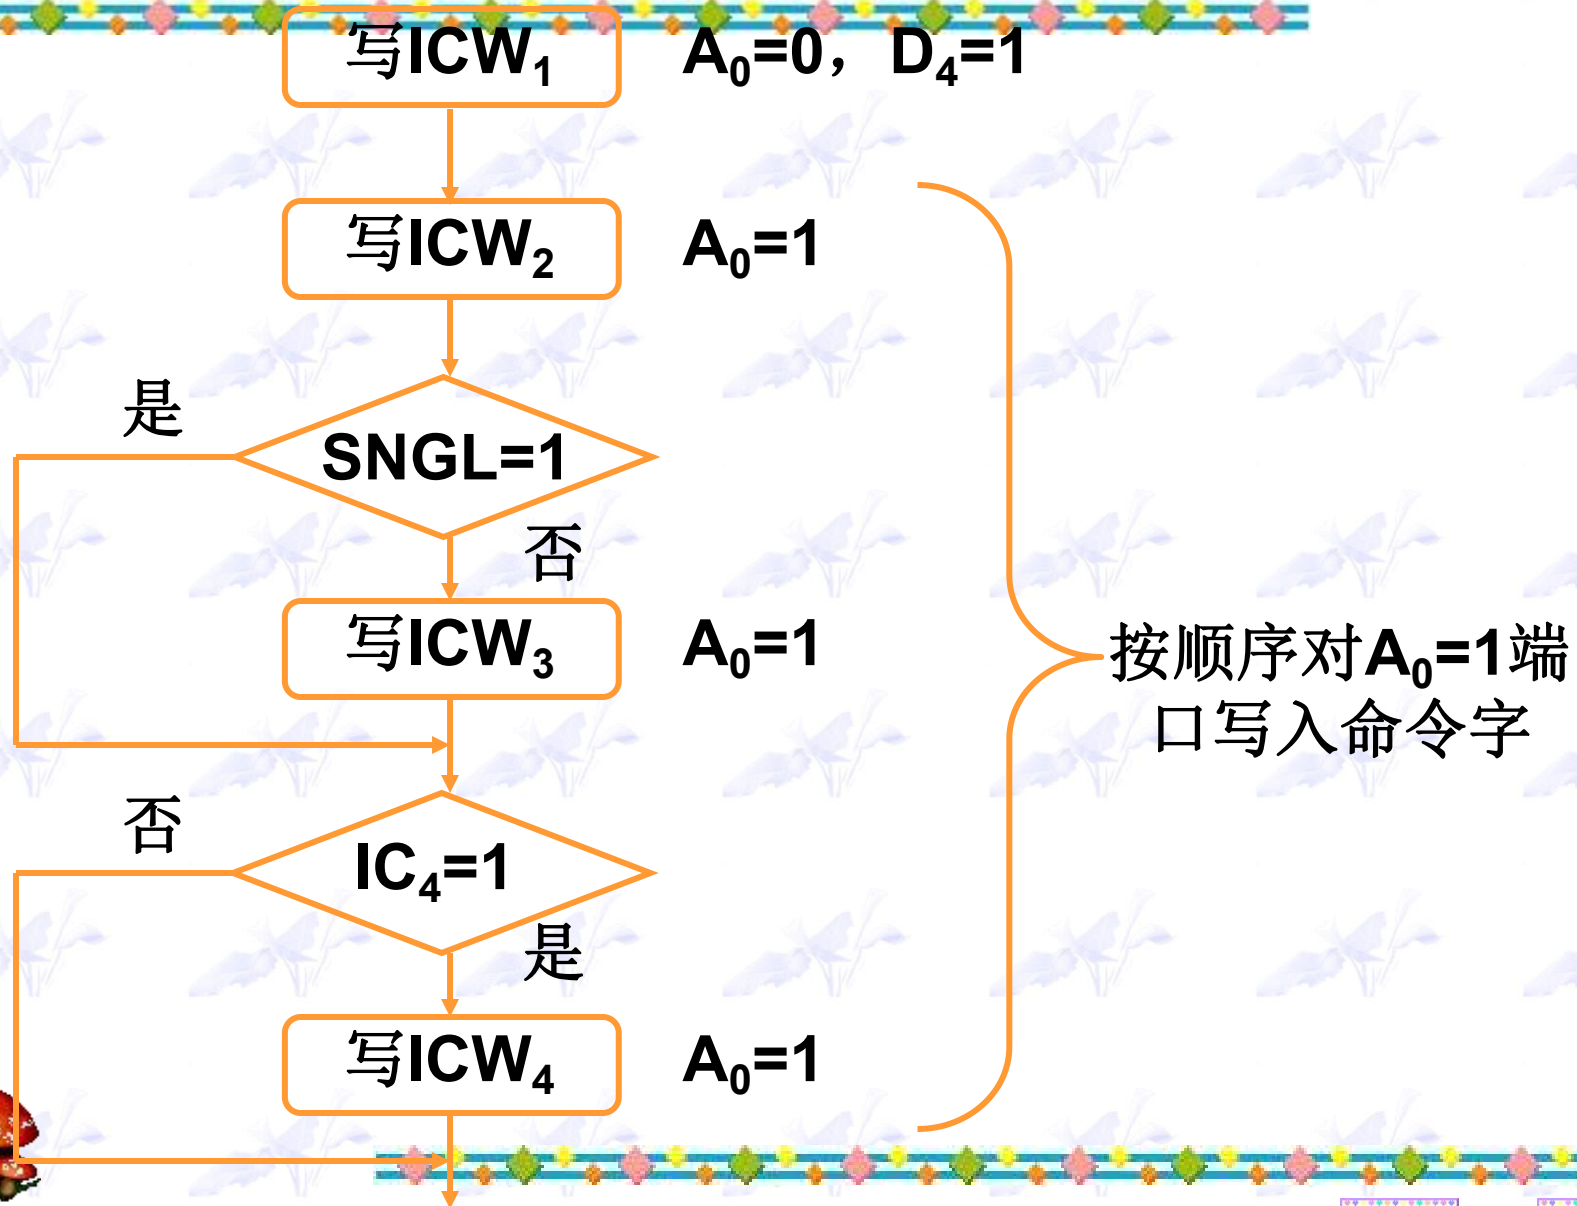 写ICW₁ A₀=0，D₄=1
写ICW₂ A₀=1
是
SNGL=1
否
写ICW₃ A₀=1
按顺序对A₀=1端
口写入命令字
否
IC₄=1
是
写ICW₄ A₀=1